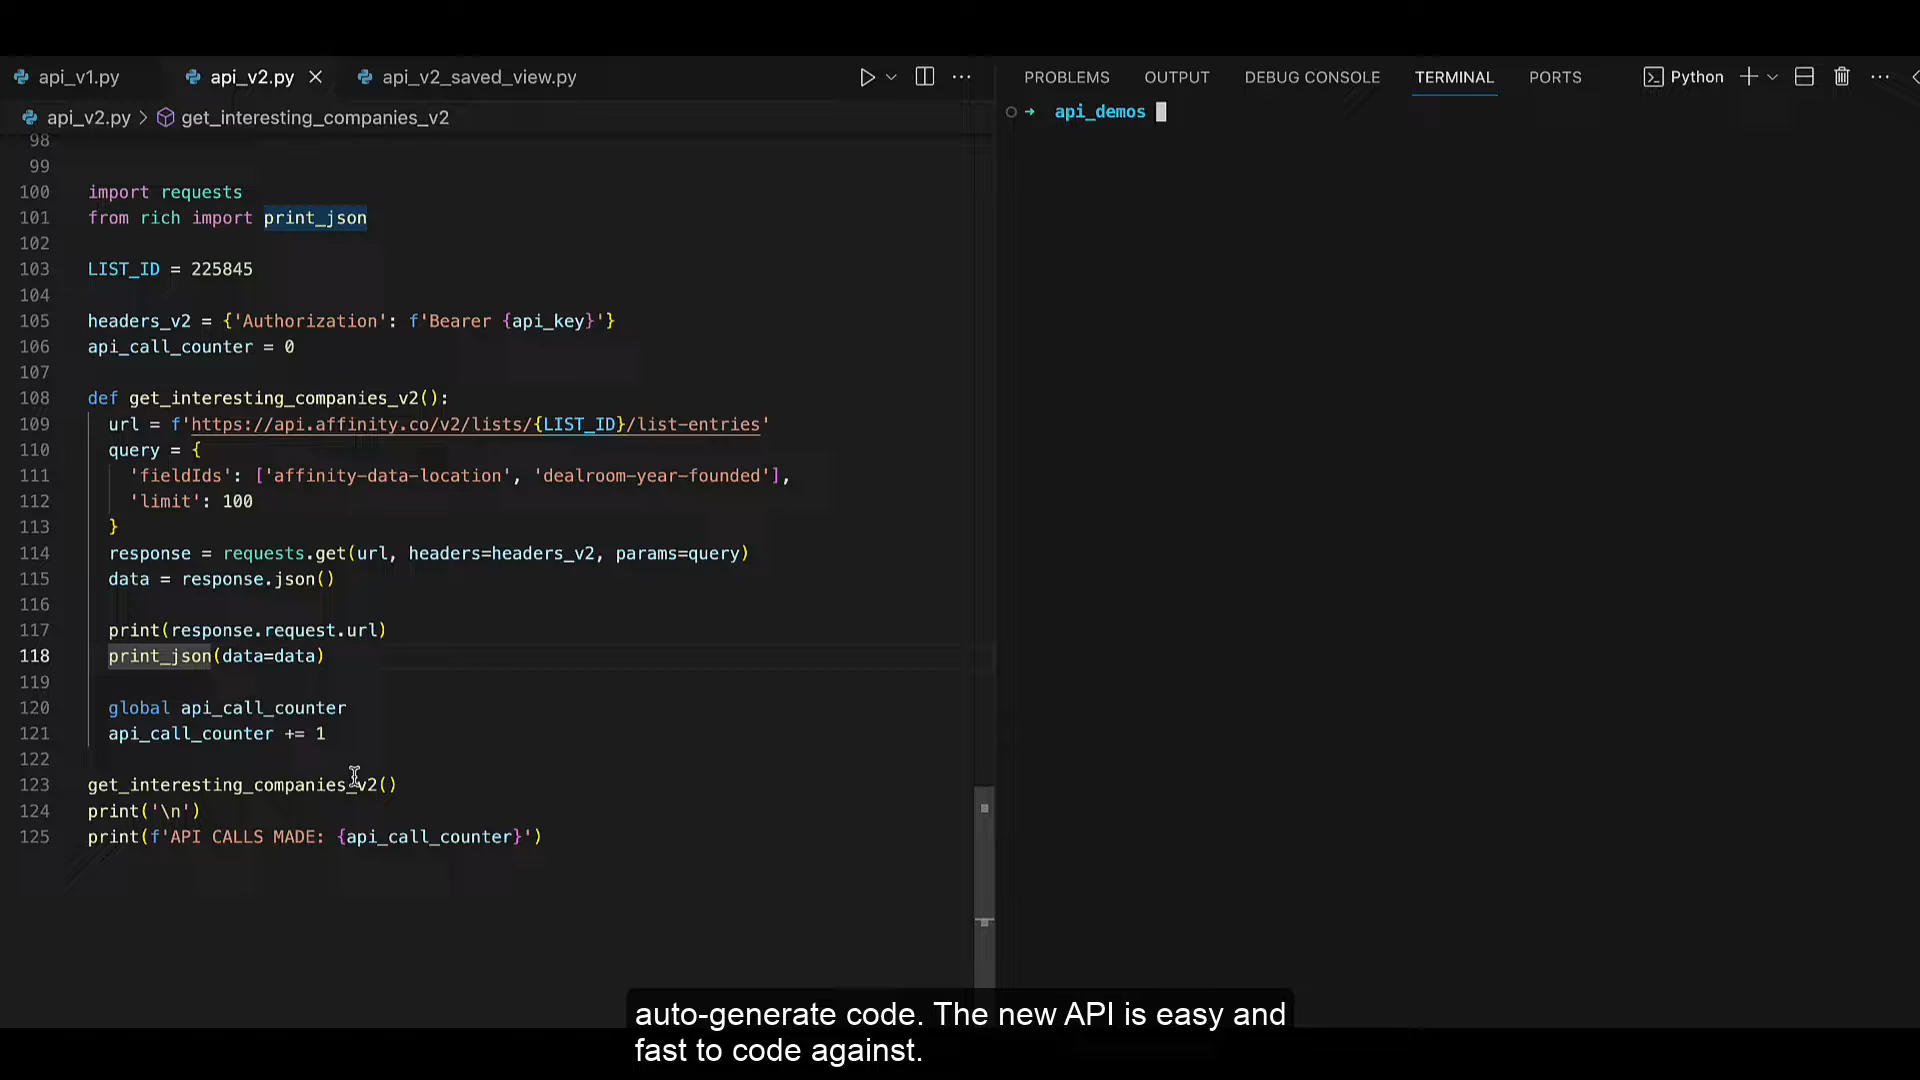 api_v1.py api_v2.py api_v2_saved_view.py
api_v2.py > get_interesting_companies_v2
98
99
100 import requests
101 from rich import print_json
102
103 LIST_ID = 225845
104
105 headers_v2 = {'Authorization': f'Bearer {api_key}'}
106 api_call_counter = 0
107
108 def get_interesting_companies_v2():
109 url = f'https://api.affinity.co/v2/lists/{LIST_ID}/list-entries'
110 query = {
111 'fieldIds': ['affinity-data-location', 'dealroom-year-founded'],
112 'limit': 100
113 }
114 response = requests.get(url, headers=headers_v2, params=query)
115 data = response.json()
116
117 print(response.request.url)
118 print_json(data=data)
119
120 global api_call_counter
121 api_call_counter += 1
122
123 get_interesting_companies_v2()
124 print('\n')
125 print(f'API CALLS MADE: {api_call_counter}')
PROBLEMS OUTPUT DEBUG CONSOLE TERMINAL PORTS Python
api_demos
auto-generate code. The new API is easy and
fast to code against.